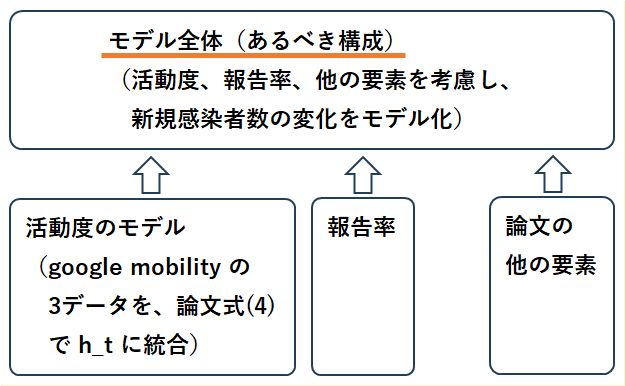 モデル全体（あるべき構成）
（活動度、報告率、他の要素を考慮し、
新規感染者数の変化をモデル化）
活動度のモデル
（google mobility の
3データを、論文式(4)
で h_t に統合）
報告率
論文の
他の要素